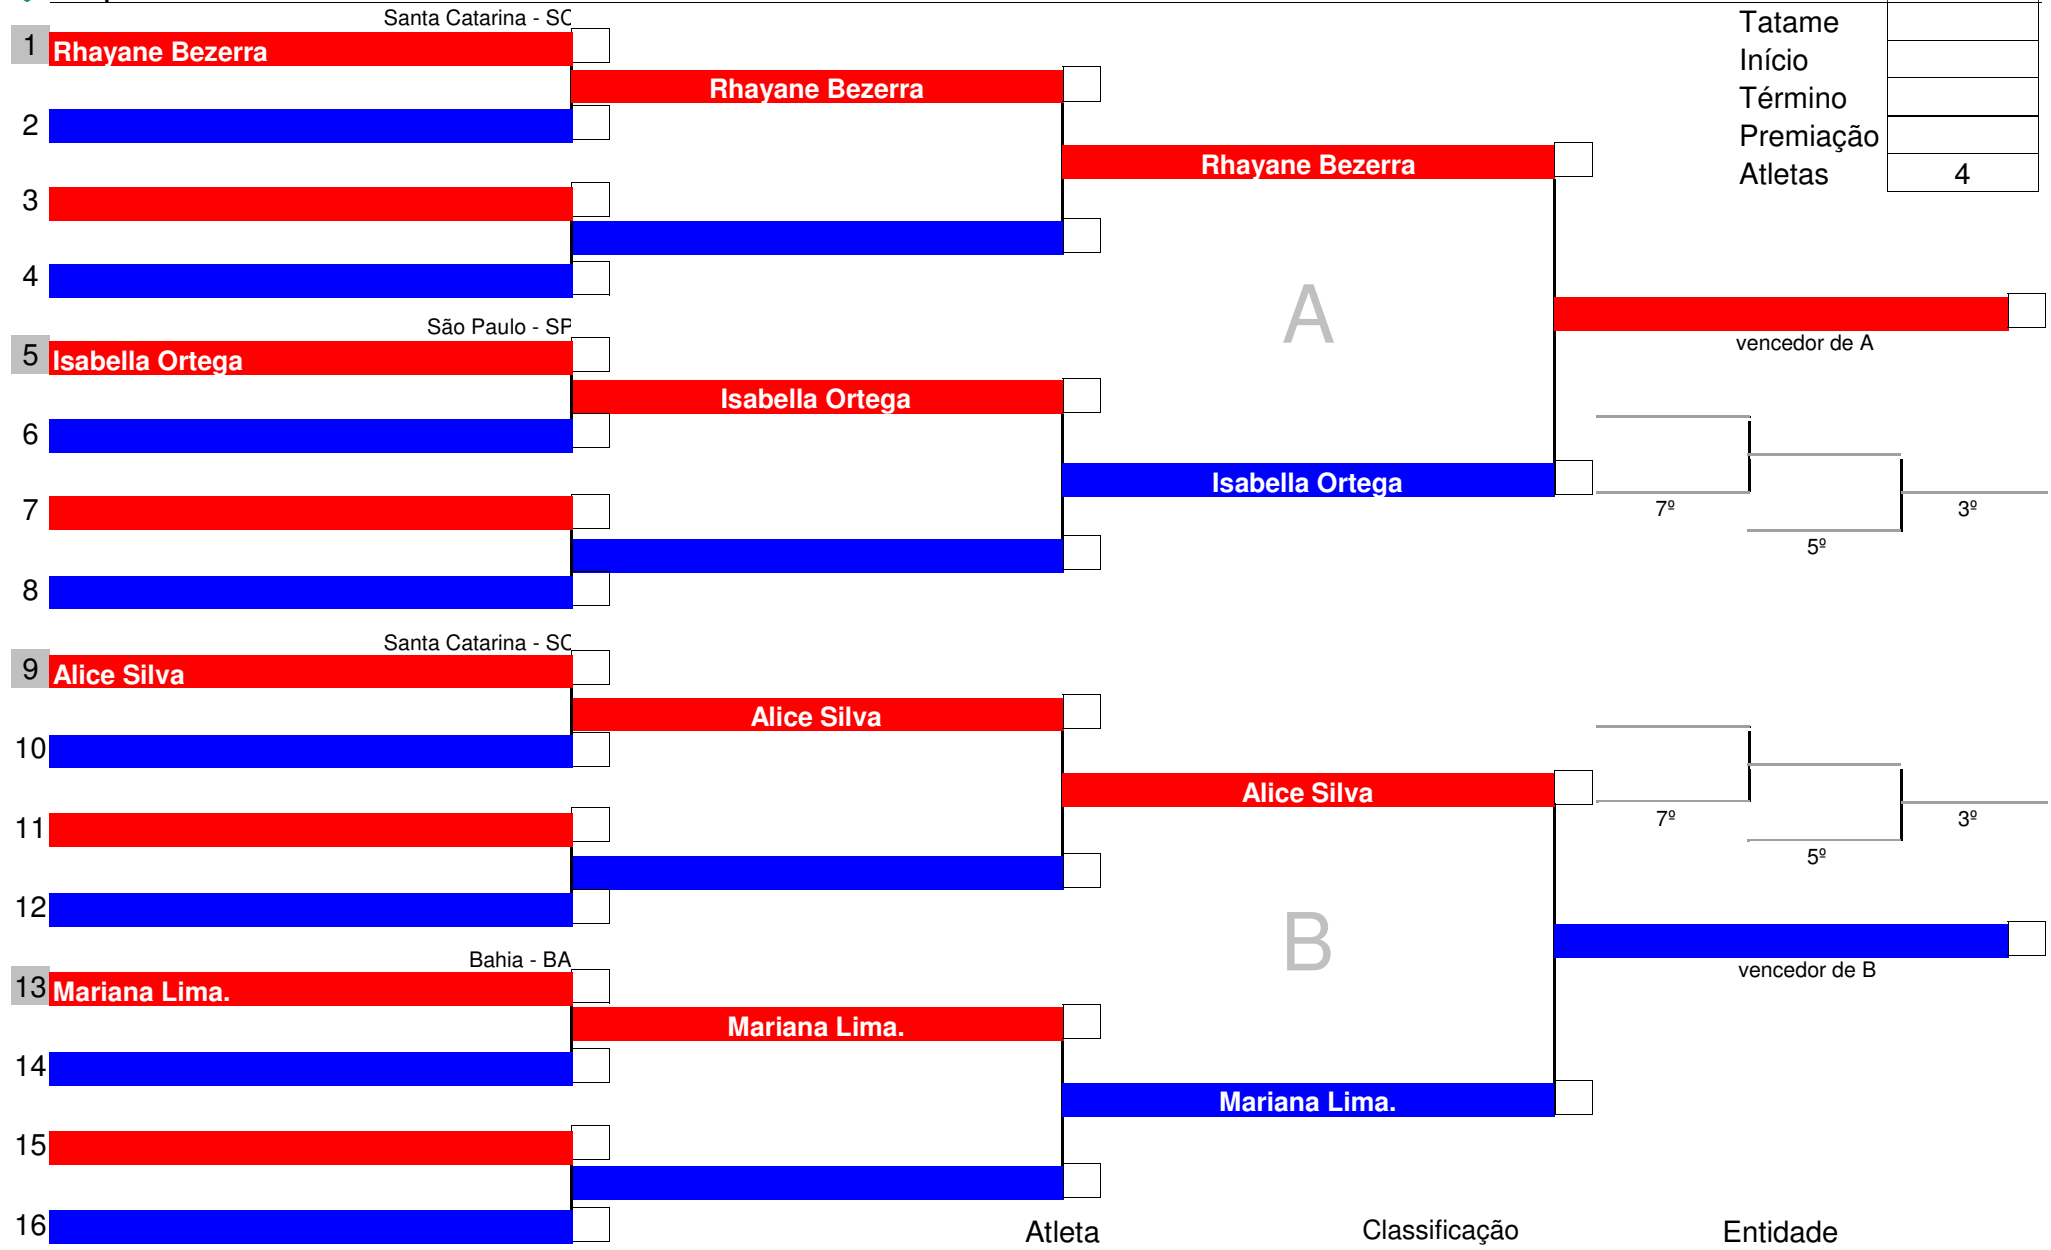 Santa Catarina - SC
Tatame
1 Rhayane Bezerra
Início
Rhayane Bezerra
Término
2
Premiação
Rhayane Bezerra
Atletas 4
3
4
A
São Paulo - SP
vencedor de A
5 Isabella Ortega
Isabella Ortega
6
Isabella Ortega
7
7º 3º
5º
8
Santa Catarina - SC
9 Alice Silva
Alice Silva
10
Alice Silva
11
7º 3º
5º
12
B
Bahia - BA
vencedor de B
13 Mariana Lima.
Mariana Lima.
14
Mariana Lima.
15
16
Atleta Classificação Entidade